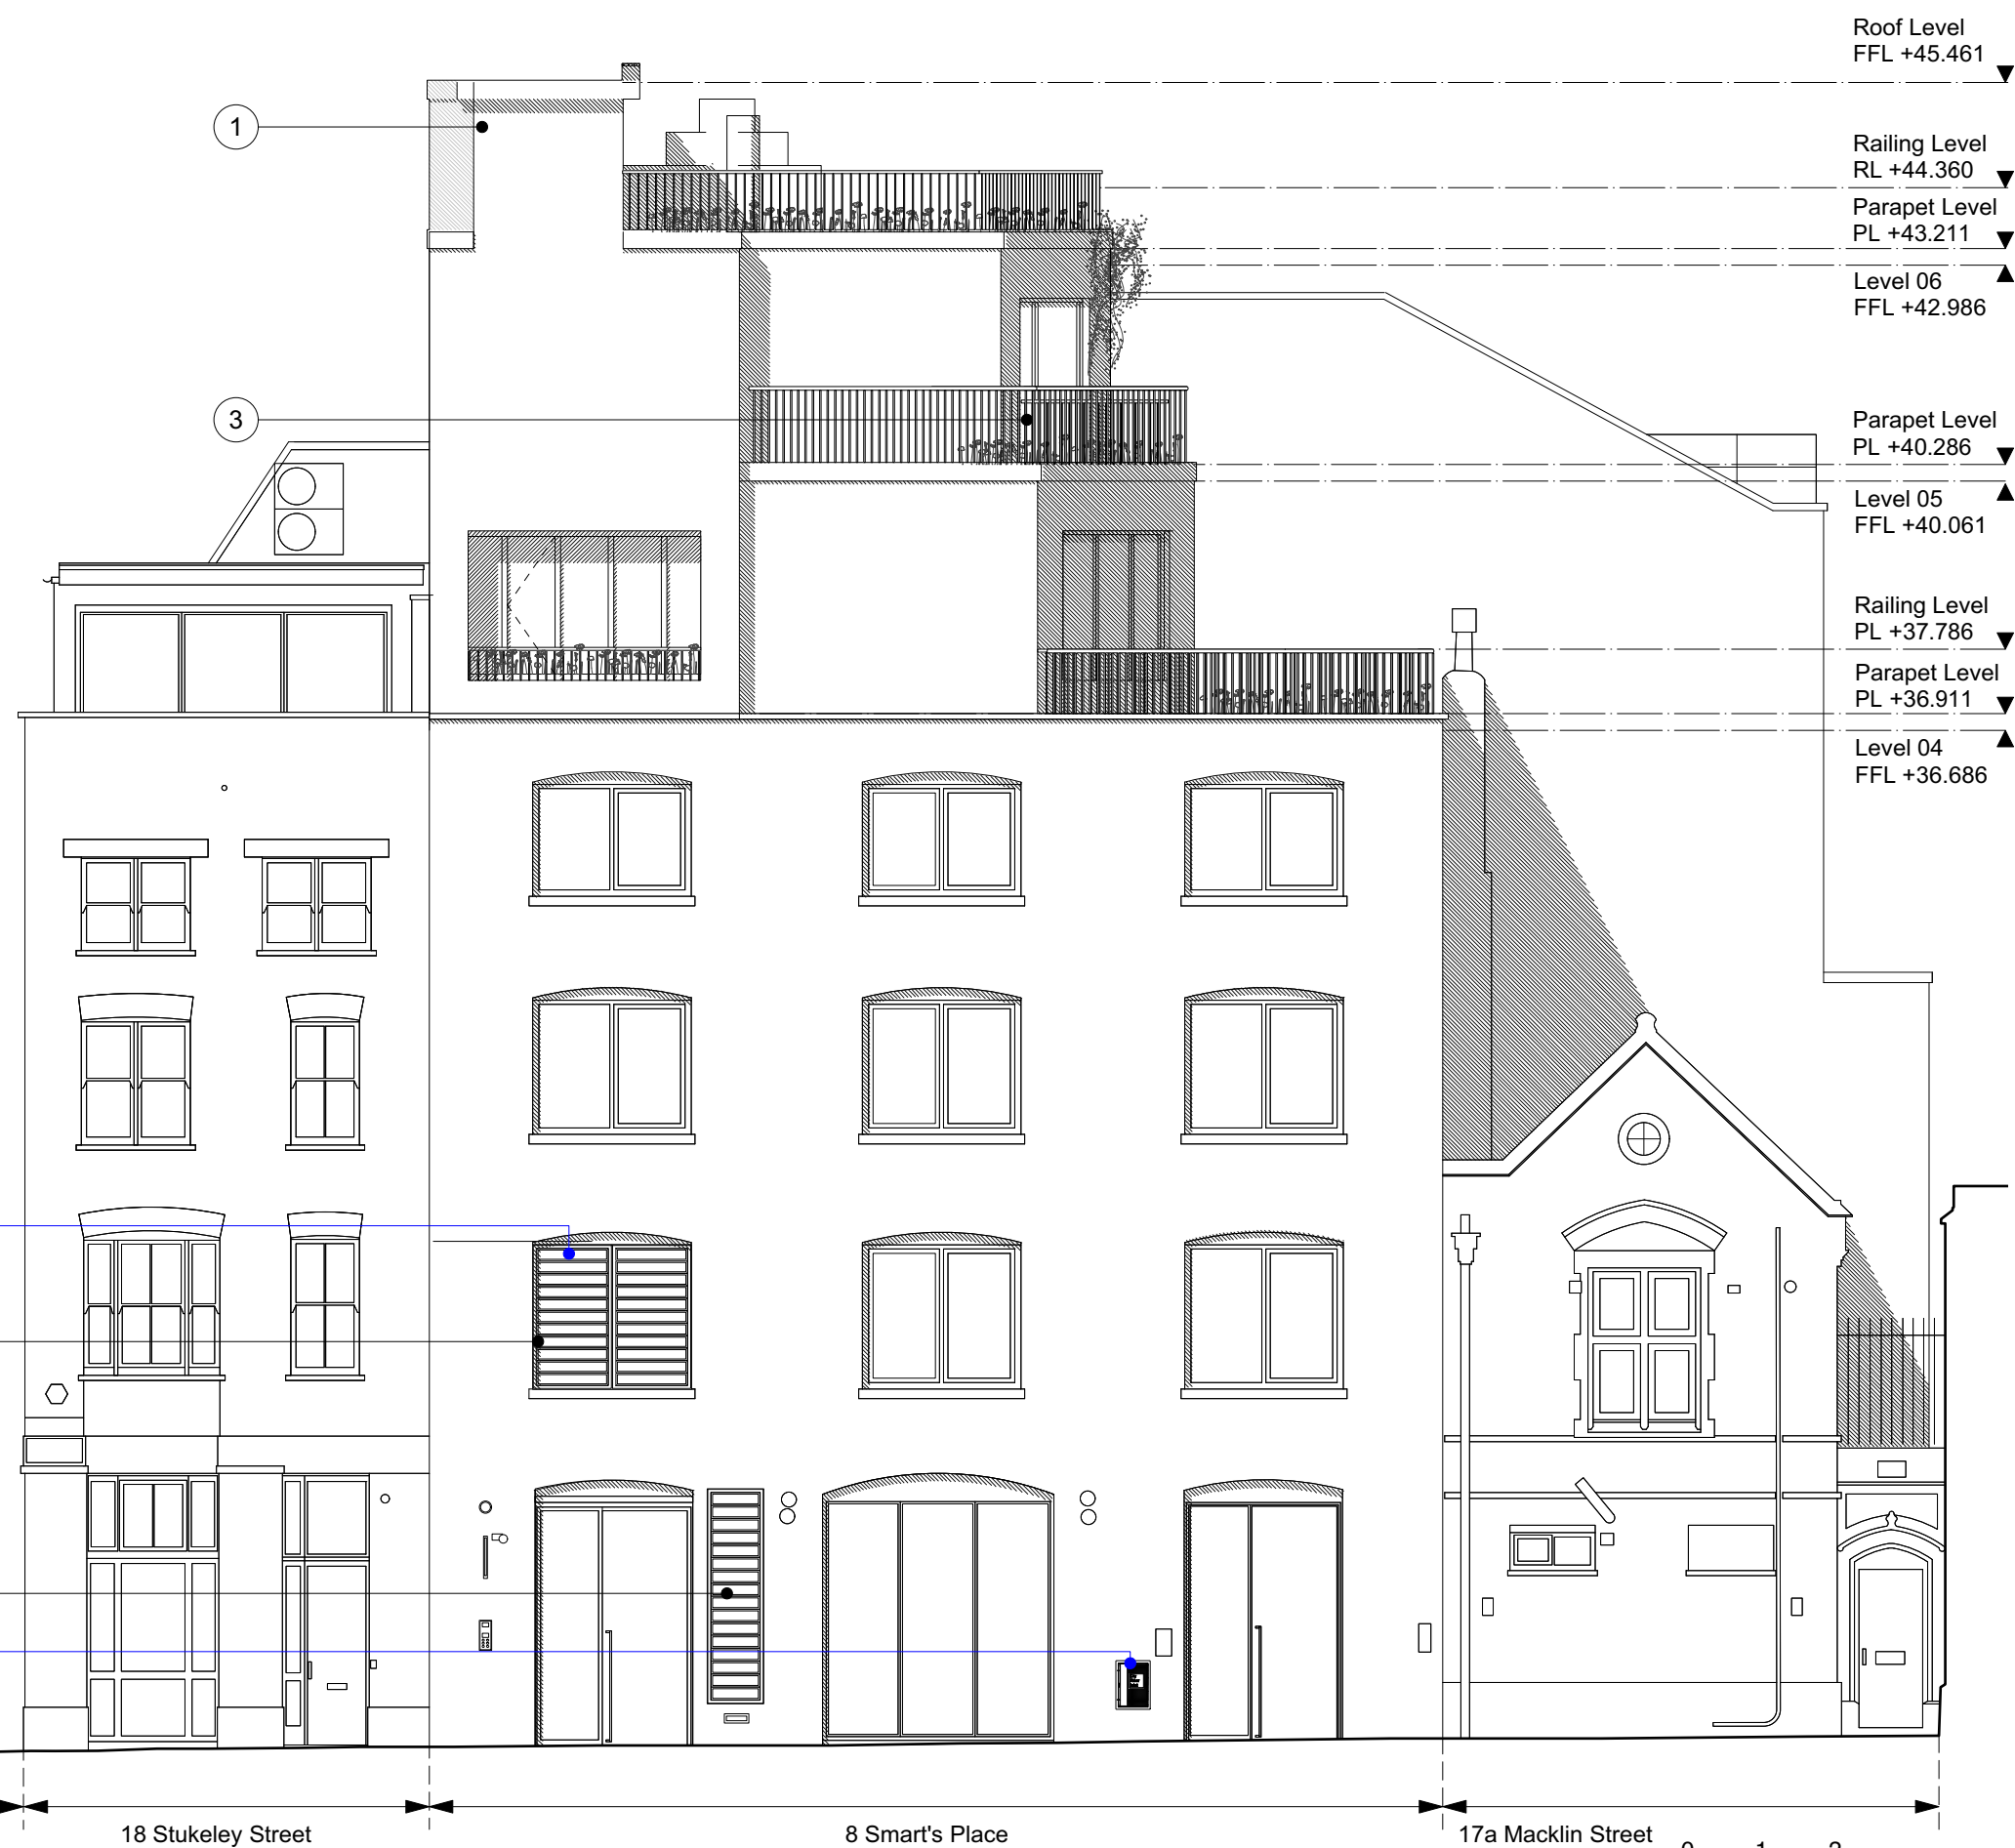 Roof Level
FFL +45.461
1
Railing Level
RL +44.360
Parapet Level
PL +43.211
Level 06
FFL +42.986
3
Parapet Level
PL +40.286
Level 05
FFL +40.061
Railing Level
PL +37.786
Parapet Level
PL +36.911
Level 04
FFL +36.686
18 Stukeley Street
8 Smart's Place
17a Macklin Street
0 1 2